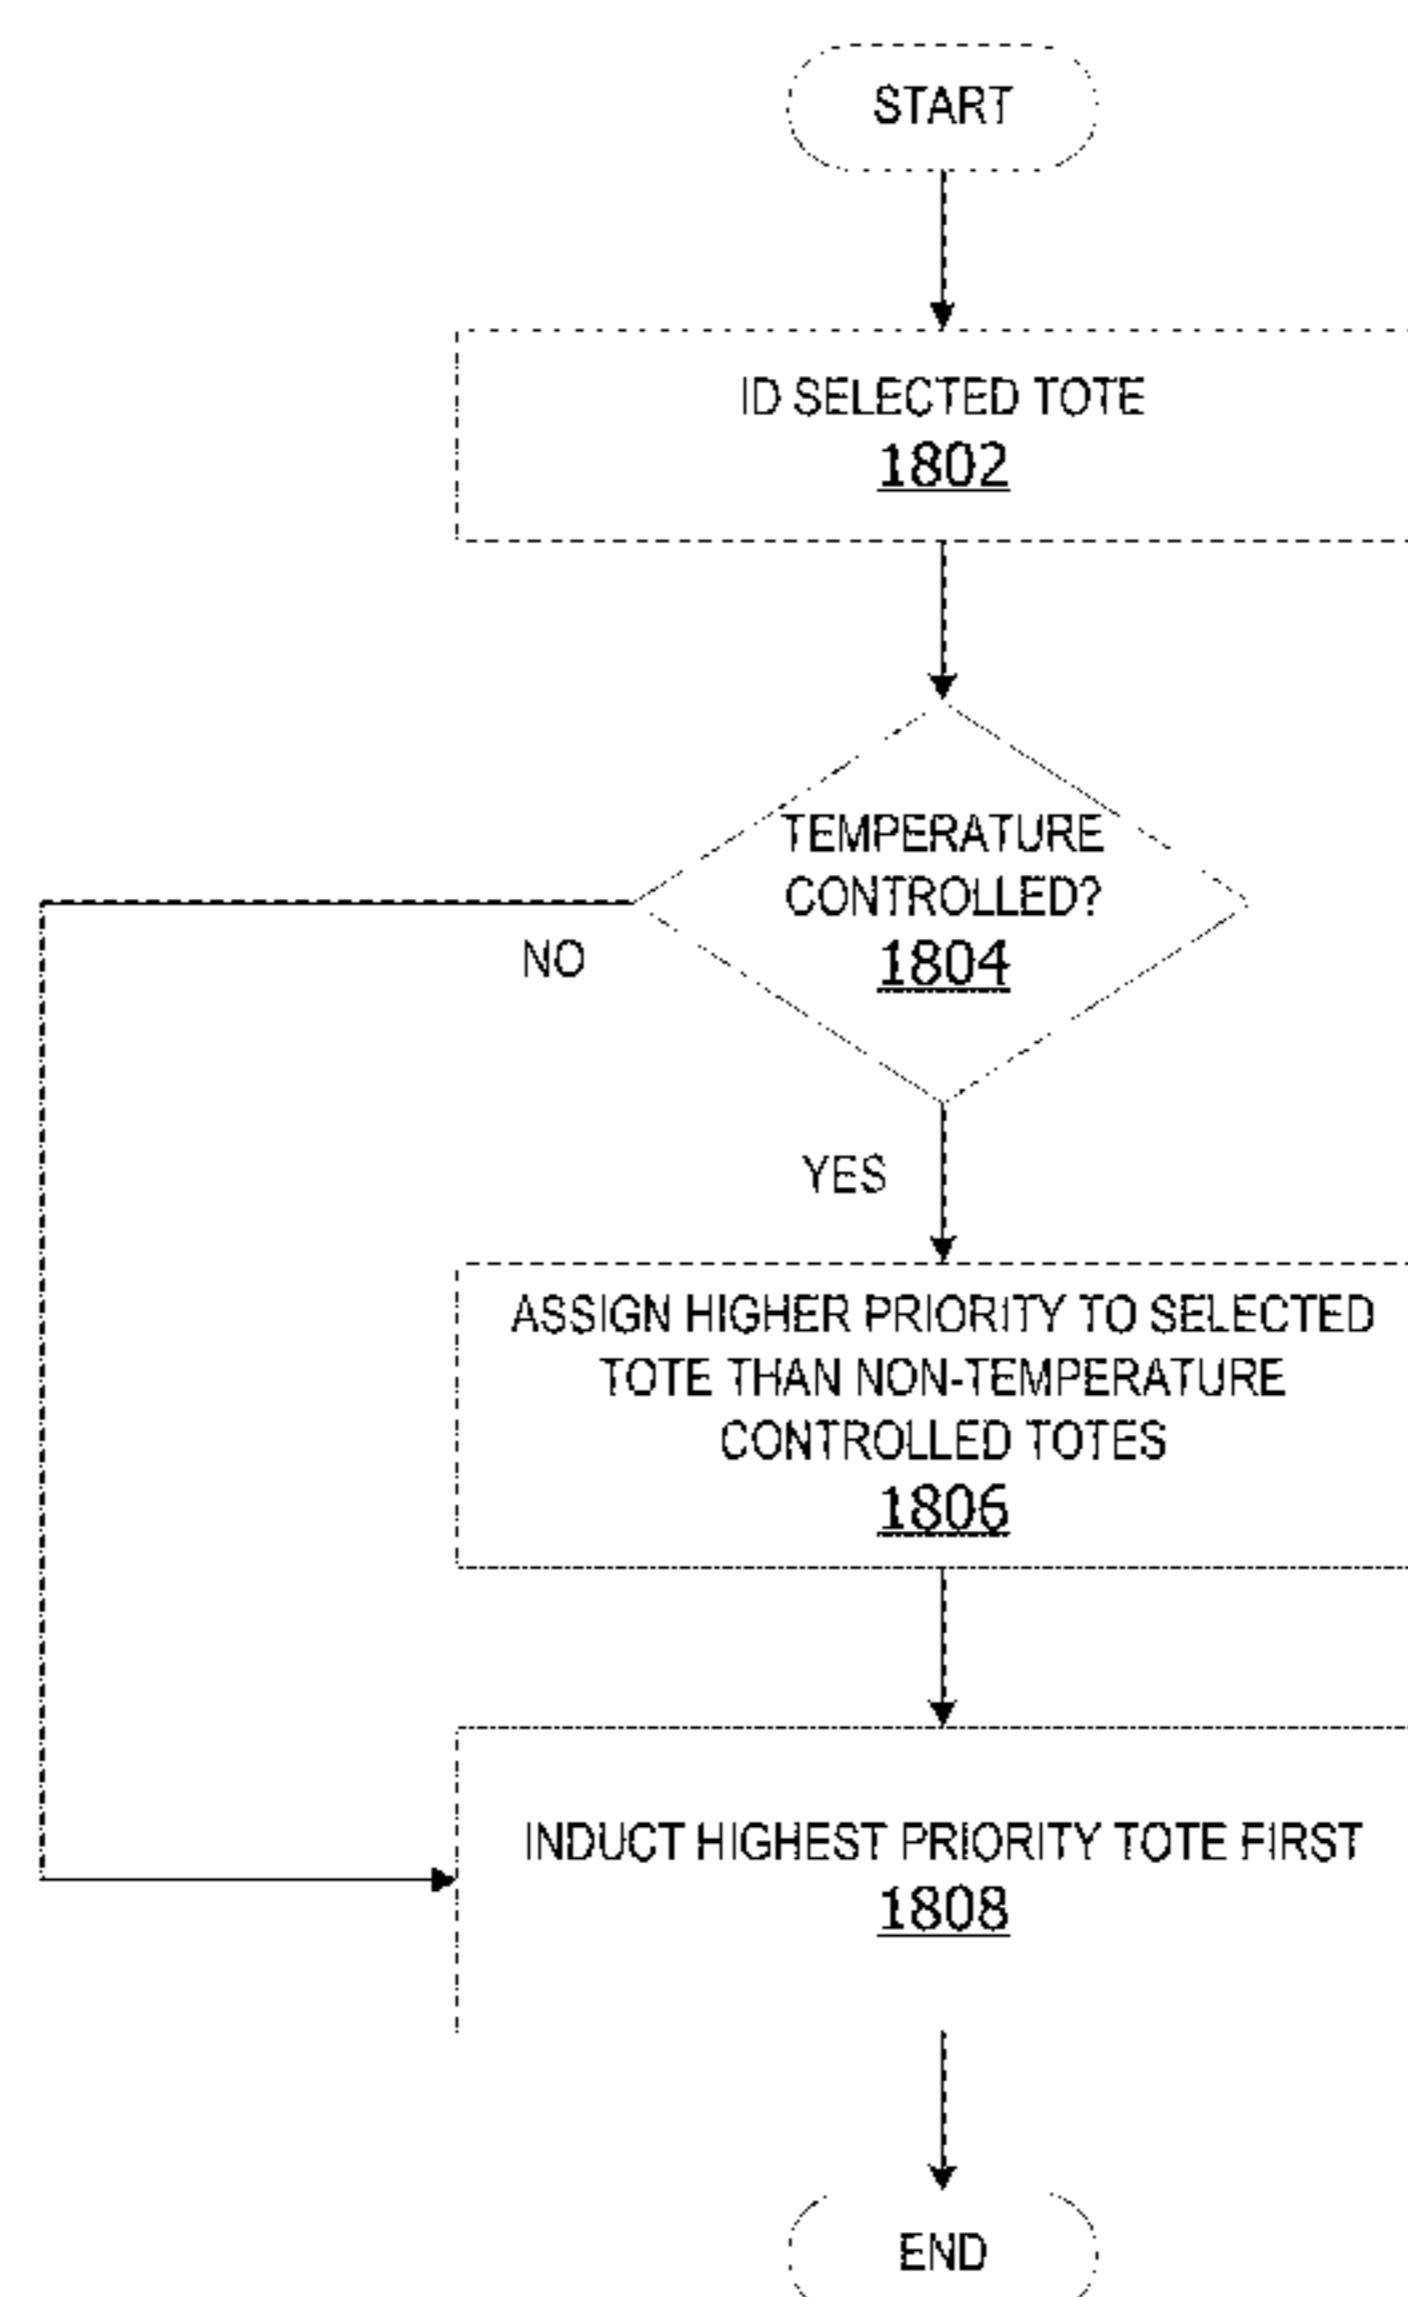 START
ID SELECTED TOTE
1802
TEMPERATURE
CONTROLLED?
1804
NO
YES
ASSIGN HIGHER PRIORITY TO SELECTED
TOTE THAN NON-TEMPERATURE
CONTROLLED TOTES
1806
INDUCT HIGHEST PRIORITY TOTE FIRST
1808
END